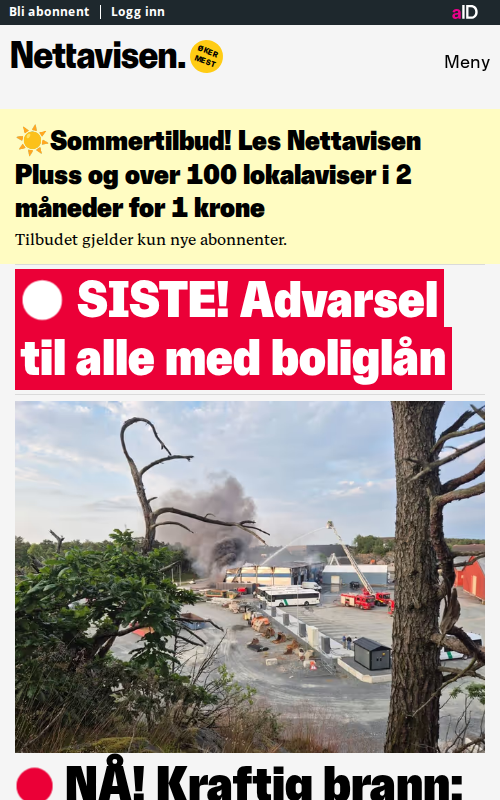 Bli abonnent | Logg inn
aID
Nettavisen.
ØKER
MEST
Meny
Sommertilbud! Les Nettavisen
Pluss og over 100 lokalaviser i 2
måneder for 1 krone
Tilbudet gjelder kun nye abonnenter.
SISTE! Advarsel
til alle med boliglån
NÅ! Kraftig brann: